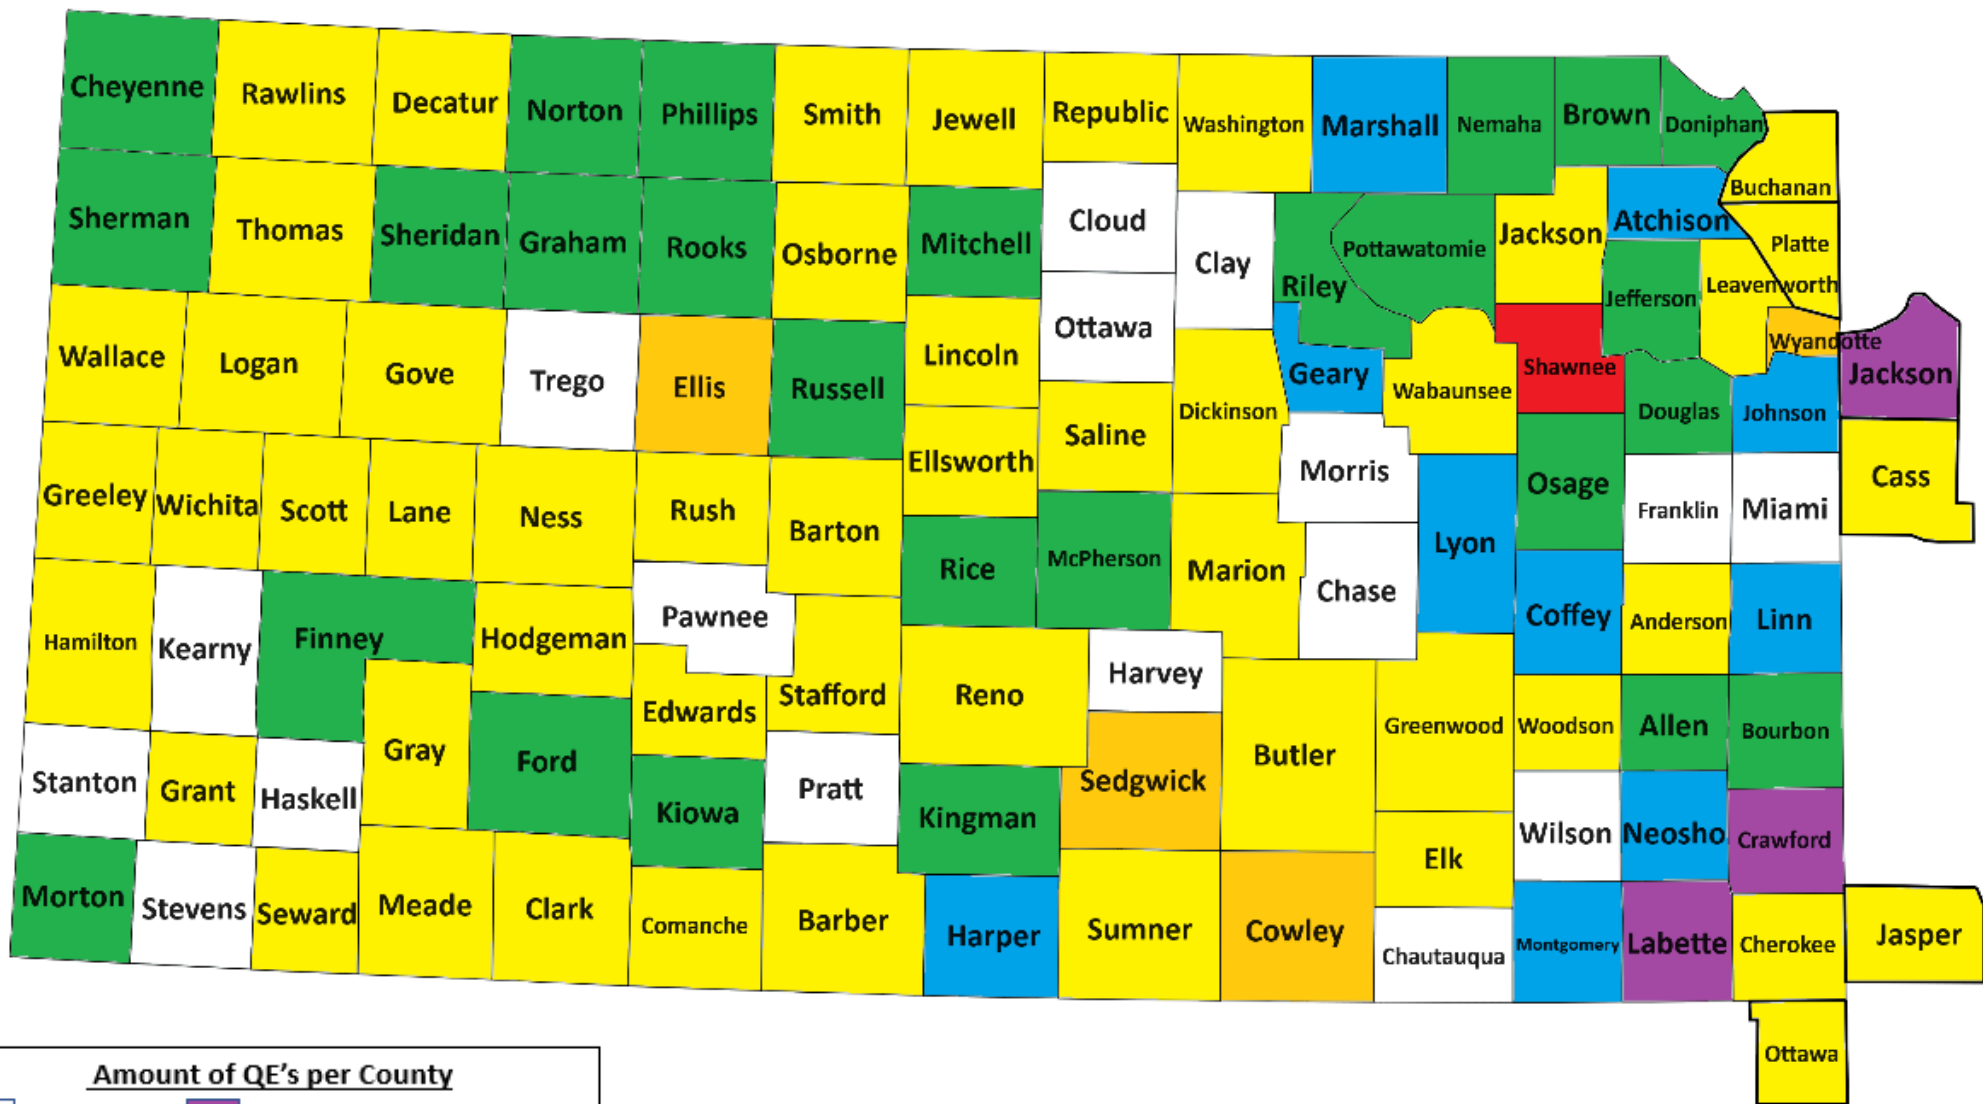 Cheyenne
Rawlins
Decatur
Norton
Phillips
Smith
Jewell
Republic
Washington
Marshall
Nemaha
Brown
Doniphan
Buchanan
Sherman
Thomas
Sheridan
Graham
Rooks
Osborne
Mitchell
Cloud
Clay
Riley
Pottawatomie
Jackson
Atchison
Platte
Jefferson
Leavenworth
Wallace
Logan
Gove
Trego
Ellis
Russell
Lincoln
Ottawa
Dickinson
Geary
Wabaunsee
Shawnee
Douglas
Wyandotte
Johnson
Jackson
Greeley
Wichita
Scott
Lane
Ness
Rush
Barton
Ellsworth
Saline
Morris
Lyon
Osage
Franklin
Miami
Cass
Rice
McPherson
Marion
Chase
Coffey
Anderson
Linn
Hamilton
Kearny
Finney
Hodgeman
Pawnee
Edwards
Stafford
Reno
Harvey
Butler
Greenwood
Woodson
Allen
Bourbon
Stanton
Grant
Haskell
Gray
Ford
Kiowa
Pratt
Kingman
Sedgwick
Elk
Wilson
Neosho
Crawford
Morton
Stevens
Seward
Meade
Clark
Comanche
Barber
Harper
Sumner
Cowley
Chautauqua
Montgomery
Labette
Cherokee
Jasper
Ottawa
Amount of QE's per County